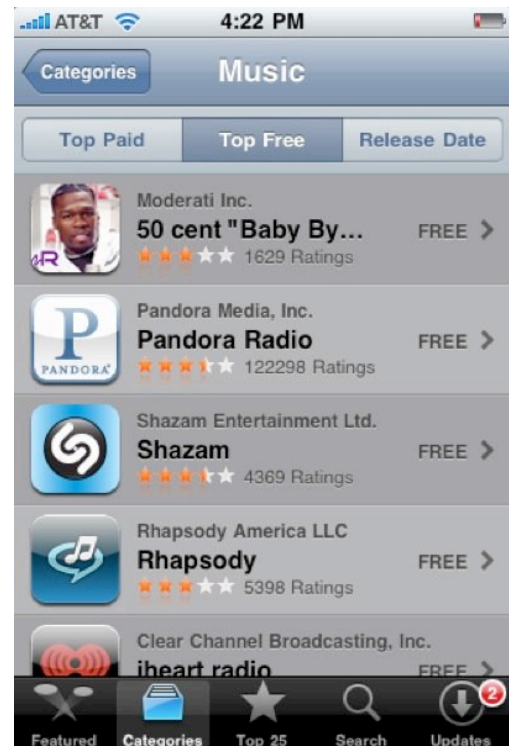 AT&T 4:22 PM
Categories Music
Top Paid Top Free Release Date
Moderati Inc.
50 cent "Baby By...
FREE
1629 Ratings
Pandora Media, Inc.
Pandora Radio
FREE
122298 Ratings
P
PANDORA
Shazam Entertainment Ltd.
Shazam
FREE
4369 Ratings
Rhapsody America LLC
Rhapsody
FREE
5398 Ratings
Clear Channel Broadcasting, Inc.
iheart radio
FREE
2
Featured Categories Top 25 Search Updates